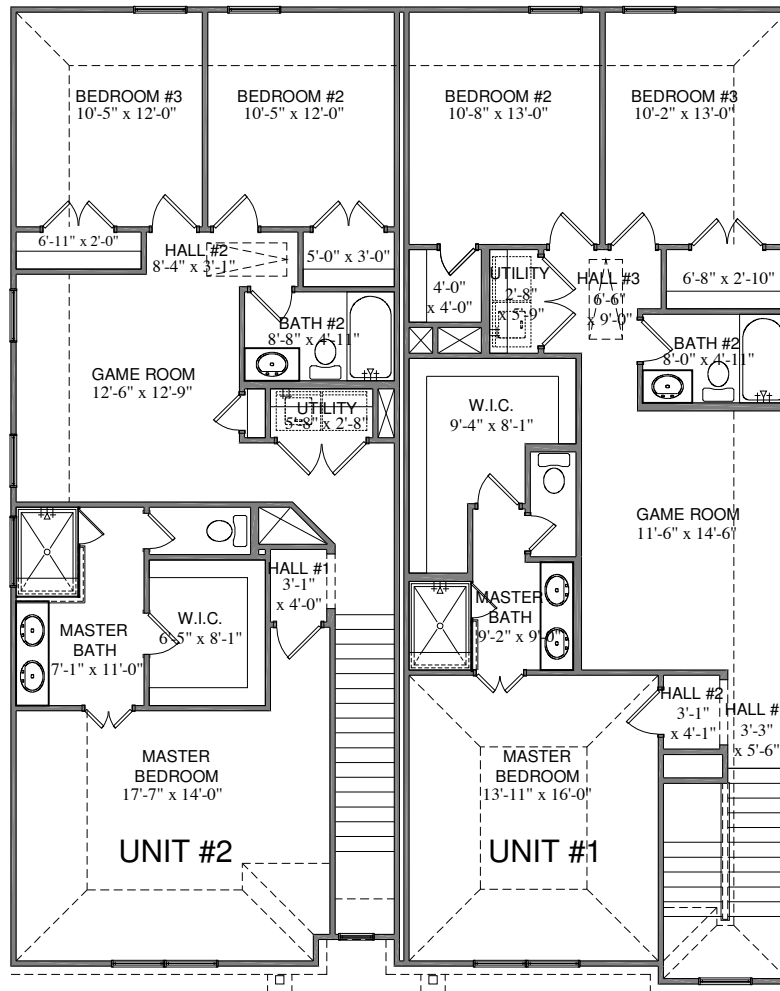 BEDROOM #3
10'-5" x 12'-0"
BEDROOM #2
10'-5" x 12'-0"
BEDROOM #2
10'-8" x 13'-0"
BEDROOM #3
10'-2" x 13'-0"
6'-11" x 2'-0"
HALL #2
8'-4" x 3'-1"
5'-0" x 3'-0"
4'-0"
x 4'-0"
UTILITY
2'-8"
x 5'-9"
HALL #3
6'-6"
x 9'-0"
6'-8" x 2'-10"
BATH #2
8'-8" x 4'-11"
BATH #2
8'-0" x 4'-11"
GAME ROOM
12'-6" x 12'-9"
UTILITY
5'-8" x 2'-8"
W.I.C.
9'-4" x 8'-1"
GAME ROOM
11'-6" x 14'-6"
HALL #1
3'-1"
x 4'-0"
W.I.C.
6'-5" x 8'-1"
MASTER
BATH
7'-1" x 11'-0"
MASTER
BATH
9'-2" x 9'-0"
HALL #2
3'-1"
x 4'-1"
HALL #
3'-3"
x 5'-6"
MASTER
BEDROOM
17'-7" x 14'-0"
MASTER
BEDROOM
13'-11" x 16'-0"
UNIT #2
UNIT #1